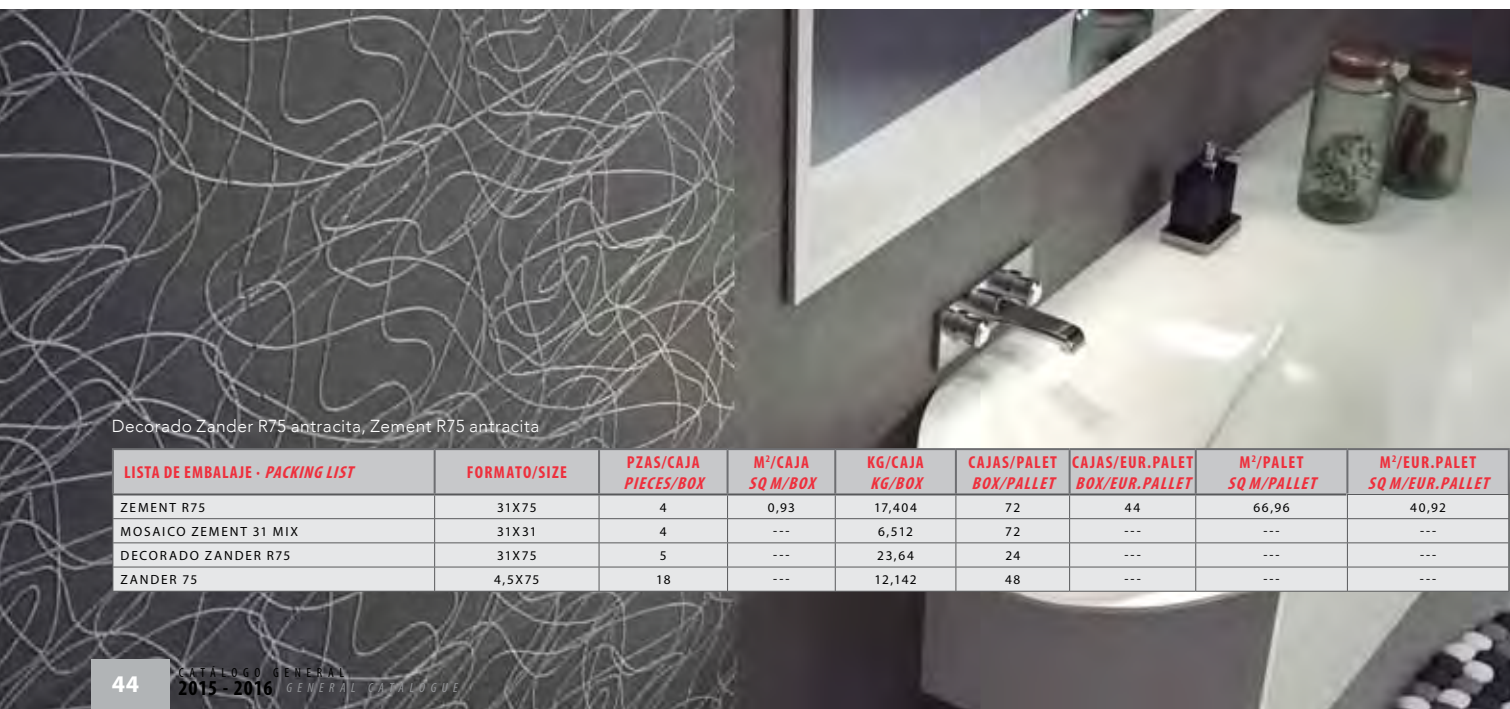 Decorado Zander R75 antracita, Zement R75 antracita
LISTA DE EMBALAJE · PACKING LIST FORMATO/SIZE PZAS/CAJA PIECES/BOX M²/CAJA SQ M/BOX KG/CAJA KG/BOX CAJAS/PALET BOX/PALLET CAJAS/EUR.PALET BOX/EUR.PALLET M²/PALET SQ M/PALLET M²/EUR.PALET SQ M/EUR.PALLET
ZEMENT R75 31X75 4 0,93 17,404 72 44 66,96 40,92
MOSAICO ZEMENT 31 MIX 31X31 4 --- 6,512 72 --- --- ---
DECORADO ZANDER R75 31X75 5 --- 23,64 24 --- --- ---
ZANDER 75 4,5X75 18 --- 12,142 48 --- --- ---
44
CATÁLOGO GENERAL
2015 - 2016 GENERAL CATALOGUE